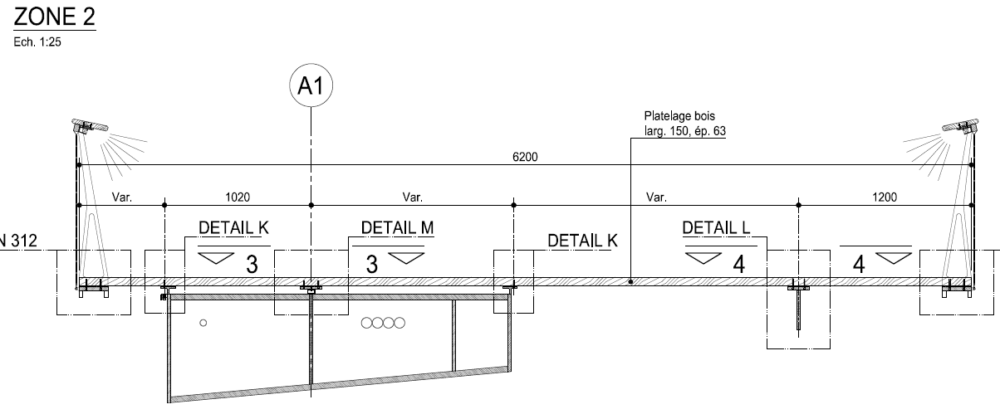 ZONE 2
Ech. 1:25
A1
Platelage bois
larg. 150, ép. 63
6200
Var.
1020
Var.
Var.
1200
DETAIL K
DETAIL M
DETAIL K
DETAIL L
N 312
3
3
4
4